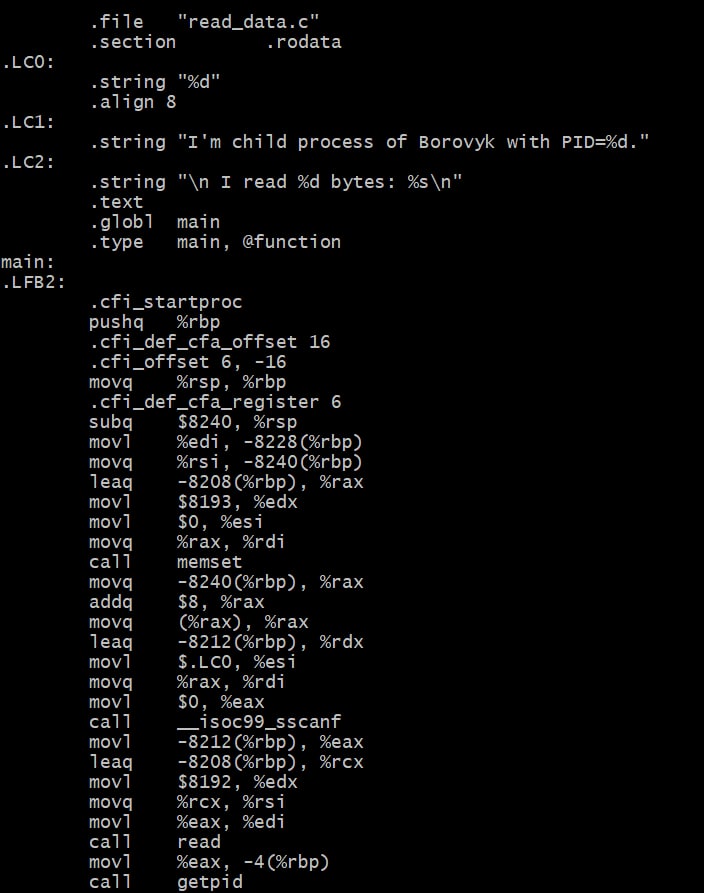 .file "read_data.c"
.section .rodata
.LC0:
.string "%d"
.align 8
.LC1:
.string "I'm child process of Borovyk with PID=%d."
.LC2:
.string "\n I read %d bytes: %s\n"
.text
.globl main
.type main, @function
main:
.LFB2:
.cfi_startproc
pushq %rbp
.cfi_def_cfa_offset 16
.cfi_offset 6, -16
movq %rsp, %rbp
.cfi_def_cfa_register 6
subq $8240, %rsp
movl %edi, -8228(%rbp)
movq %rsi, -8240(%rbp)
leaq -8208(%rbp), %rax
movl $8193, %edx
movl $0, %esi
movq %rax, %rdi
call memset
movq -8240(%rbp), %rax
addq $8, %rax
movq (%rax), %rax
leaq -8212(%rbp), %rdx
movl $.LC0, %esi
movq %rax, %rdi
movl $0, %eax
call __isoc99_sscanf
movl -8212(%rbp), %eax
leaq -8208(%rbp), %rcx
movl $8192, %edx
movq %rcx, %rsi
movl %eax, %edi
call read
movl %eax, -4(%rbp)
call getpid